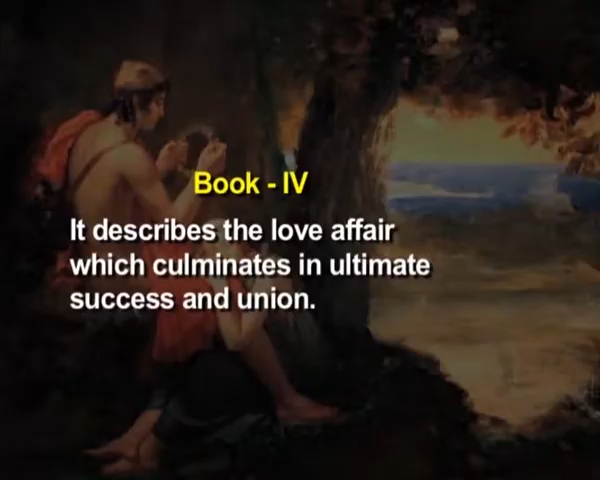 Book - IV
It describes the love affair
which culminates in ultimate
success and union.